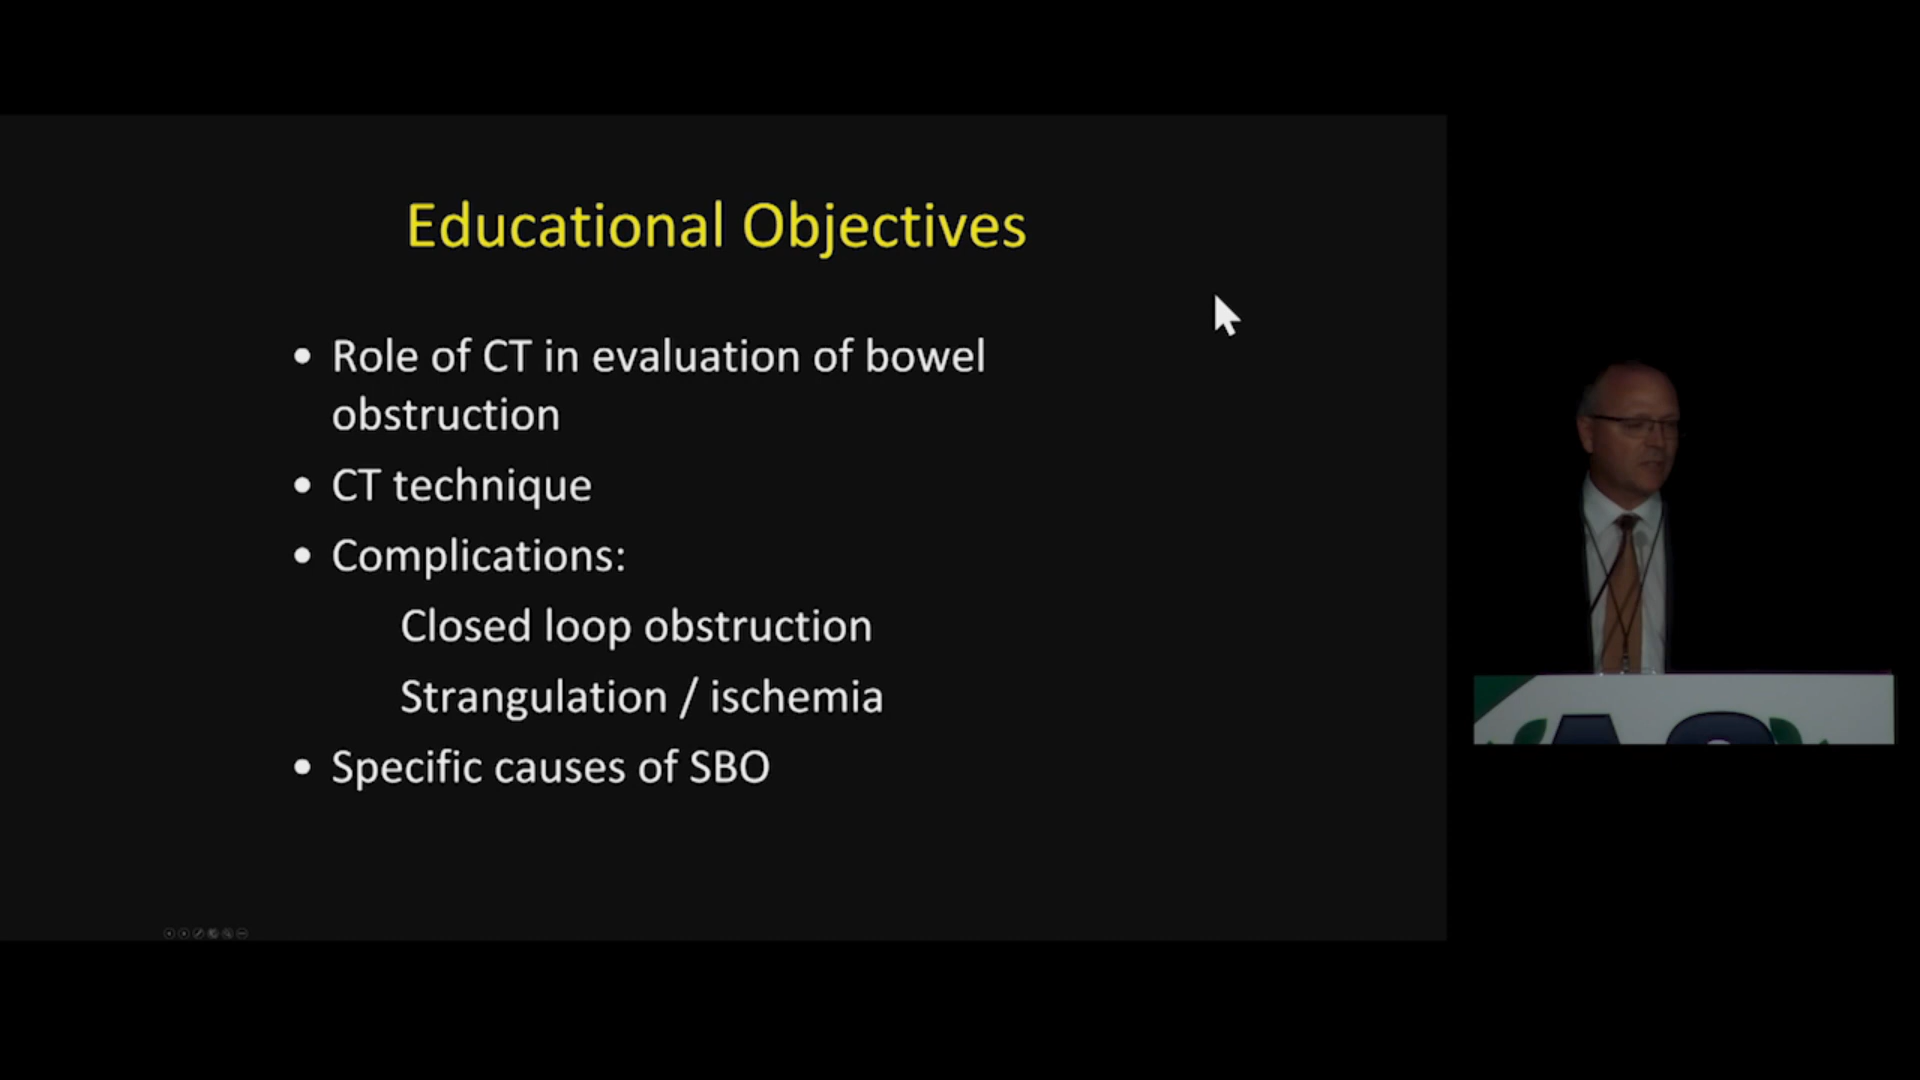 Educational Objectives
• Role of CT in evaluation of bowel
obstruction
• CT technique
• Complications:
Closed loop obstruction
Strangulation / ischemia
• Specific causes of SBO